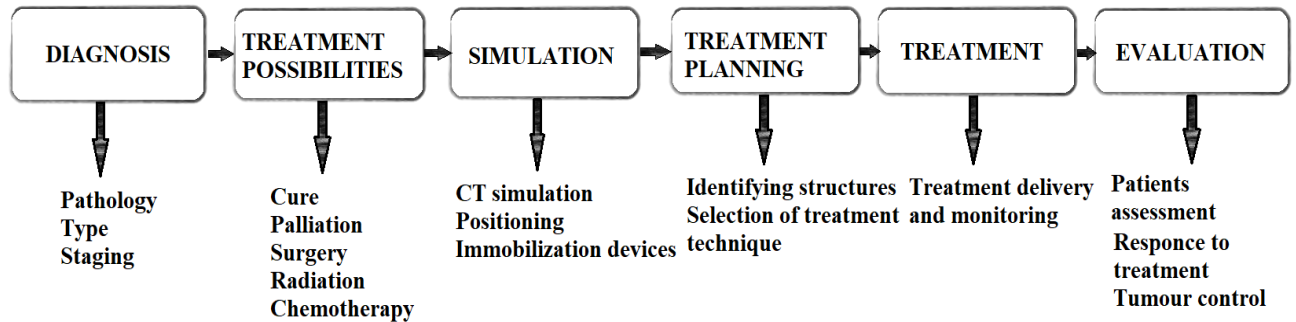 DIAGNOSIS
TREATMENT
POSSIBILITIES
SIMULATION
TREATMENT
PLANNING
TREATMENT
EVALUATION
Pathology
Type
Staging
Cure
Palliation
Surgery
Radiation
Chemotherapy
CT simulation
Positioning
Immobilization devices
Identifying structures
Selection of treatment
technique
Treatment delivery
and monitoring
Patients
assessment
Responce to
treatment
Tumour control